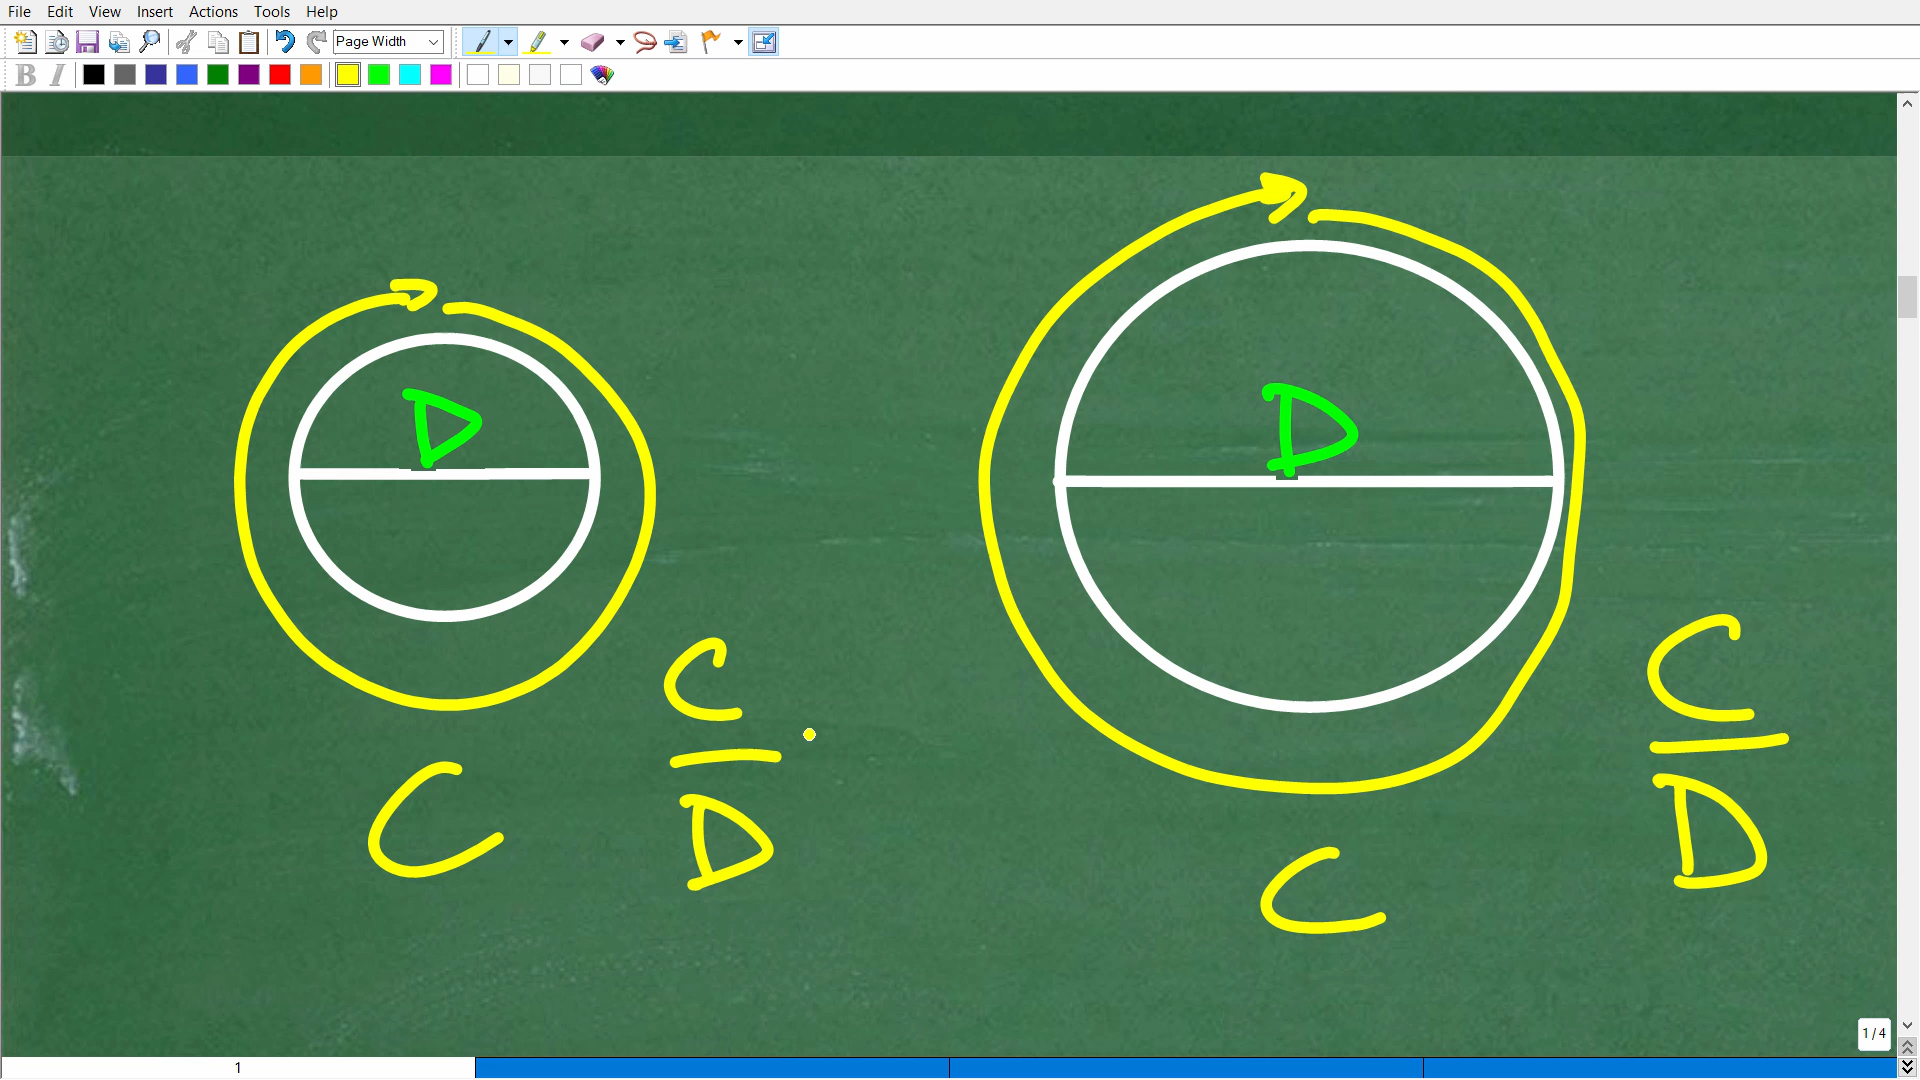 File Edit View Insert Actions Tools Help
Page Width
B I
D
D
C
D
C
C
D
C
1 / 4
1